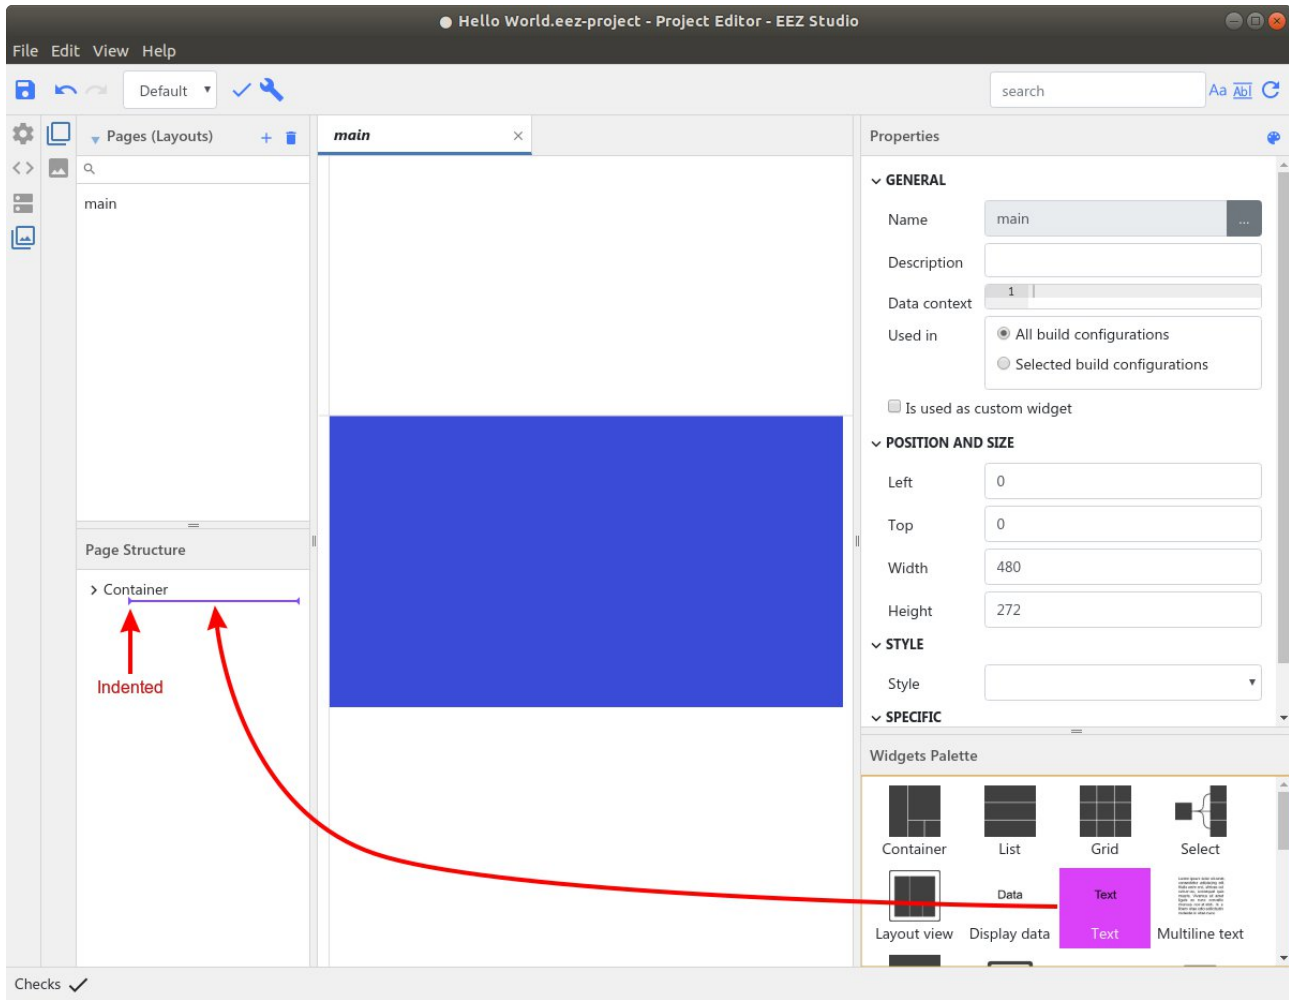 Hello World.eez-project - Project Editor - EEZ Studio
File Edit View Help
Default
search
Aa Abl
Pages (Layouts)
main
main
Properties
GENERAL
Name main ...
Description
Data context 1
Used in
All build configurations
Selected build configurations
Is used as custom widget
POSITION AND SIZE
Left 0
Top 0
Width 480
Height 272
STYLE
Style
SPECIFIC
Page Structure
Container
Indented
Widgets Palette
Container List Grid Select
Data Text
Layout view Display data Text Multiline text
Checks